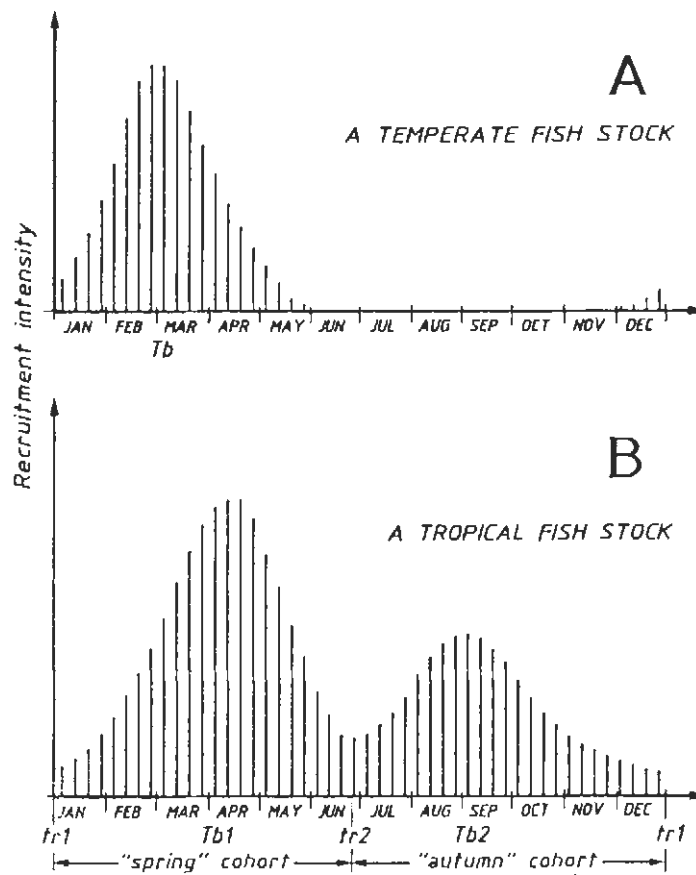 A
A TEMPERATE FISH STOCK
Recruitment intensity
JAN FEB MAR APR MAY JUN JUL AUG SEP OCT NOV DEC
Tb
B
A TROPICAL FISH STOCK
JAN FEB MAR APR MAY JUN JUL AUG SEP OCT NOV DEC
tr1 Tb1 tr2 Tb2 tr1
"spring" cohort "autumn" cohort